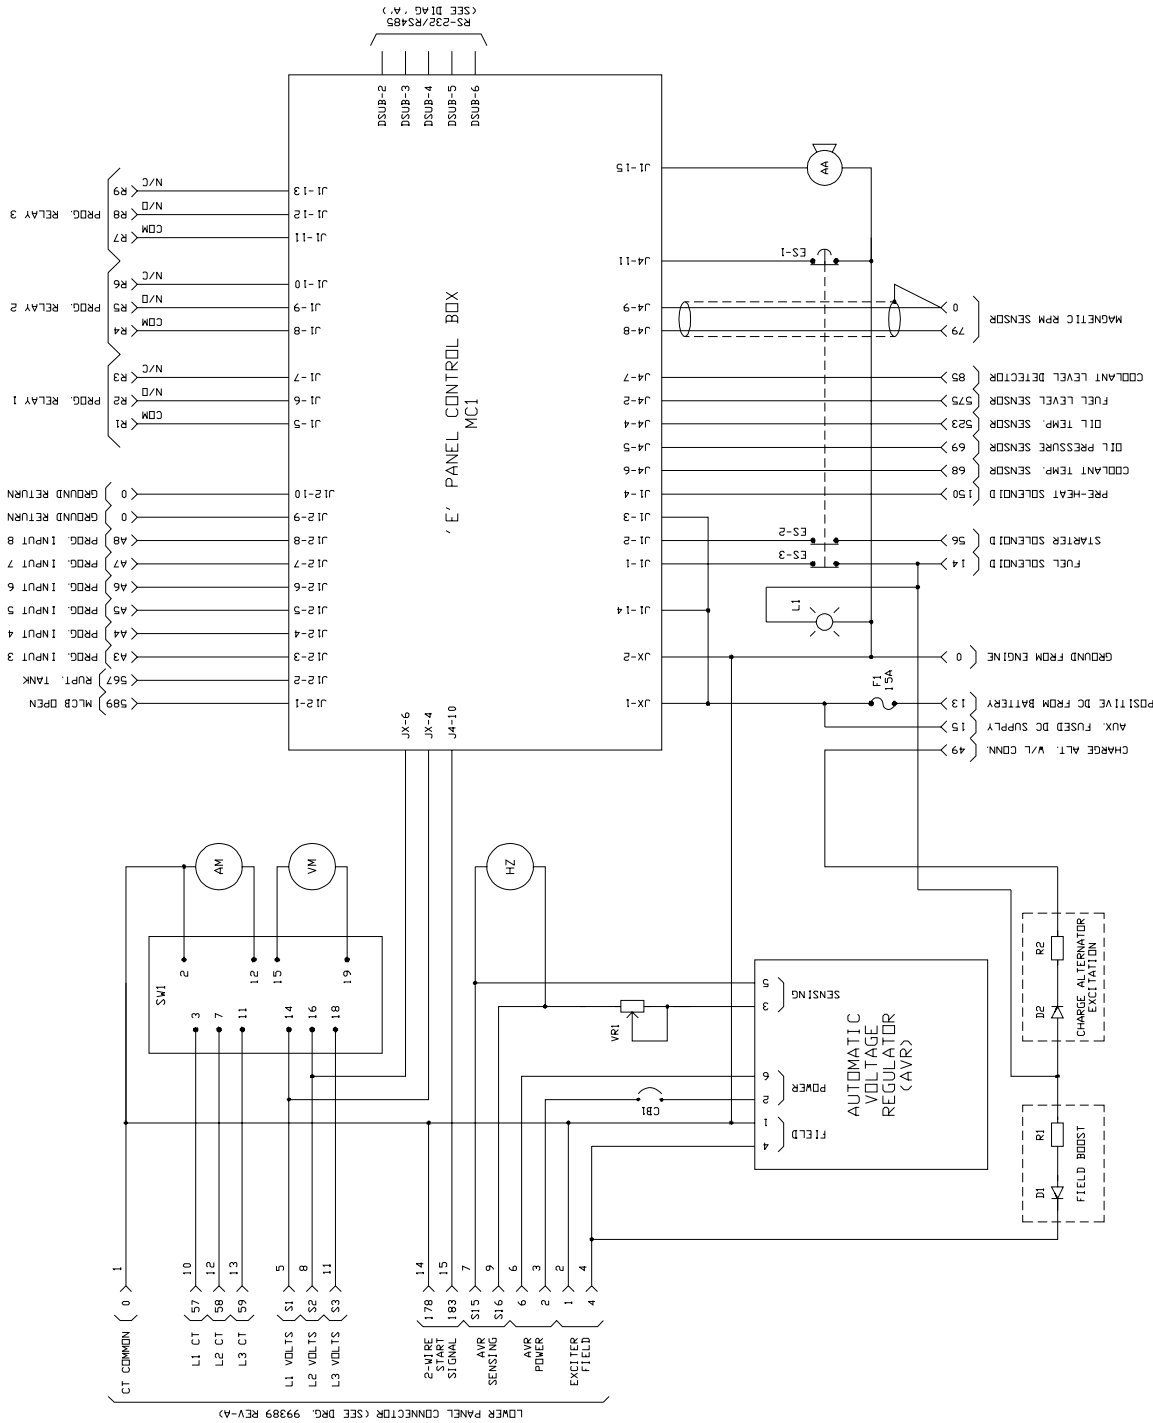 RS-232/RS485
(SEE DIAG 'A')
DSUB-2
DSUB-3
DSUB-4
DSUB-5
DSUB-6
'E' PANEL CONTROL BOX
MC1
PROG. RELAY 3
R9 N/C J1-13
R8 N/O J1-12
R7 COM J1-11
PROG. RELAY 2
R6 N/C J1-10
R5 N/O J1-9
R4 COM J1-8
PROG. RELAY 1
R3 N/C J1-7
R2 N/O J1-6
R1 COM J1-5
GROUND RETURN 0 J12-10
GROUND RETURN 0 J12-9
PROG. INPUT 8 A8 J12-8
PROG. INPUT 7 A7 J12-7
PROG. INPUT 6 A6 J12-6
PROG. INPUT 5 A5 J12-5
PROG. INPUT 4 A4 J12-4
PROG. INPUT 3 A3 J12-3
RUPT. TANK 567 J12-2
MLCB OPEN 589 J12-1
JX-6
JX-4
J4-10
J1-15 AA
J4-11 ES-1
J4-9 0
J4-8 79
MAGNETIC RPM SENSOR
J4-7 85 COOLANT LEVEL DETECTOR
J4-2 575 FUEL LEVEL SENSOR
J4-4 523 OIL TEMP. SENSOR
J4-5 69 OIL PRESSURE SENSOR
J4-6 68 COOLANT TEMP. SENSOR
J1-4 150 PRE-HEAT SOLENOID
J1-3
J1-2 ES-2 56 STARTER SOLENOID
J1-1 ES-3 14 FUEL SOLENOID
J1-14 L1
JX-2 0 GROUND FROM ENGINE
JX-1 F1 15A 13 POSITIVE DC FROM BATTERY
15 AUX. FUSED DC SUPPLY
49 CHARGE ALT. W/L CONN.
AM
VM
HZ
SW1
2 12 15 19
3 7 11 14 16 18
VR1
CB1
5
3
SENSING
6
2
POWER
1
4
FIELD
AUTOMATIC
VOLTAGE
REGULATOR
(AVR)
R2
D2
CHARGE ALTERNATOR
EXCITATION
R1
D1
FIELD BOOST
CT COMMON 0 1
L1 CT 57 10
L2 CT 58 12
L3 CT 59 13
L1 VOLTS S1 5
L2 VOLTS S2 8
L3 VOLTS S3 11
2-WIRE
START
SIGNAL
178 14
183 15
AVR
SENSING
S15 7
S16 9
AVR
POWER
6 6
2 3
EXCITER
FIELD
1 2
4 4
LOWER PANEL CONNECTOR (SEE DRG. 99389 REV-A)